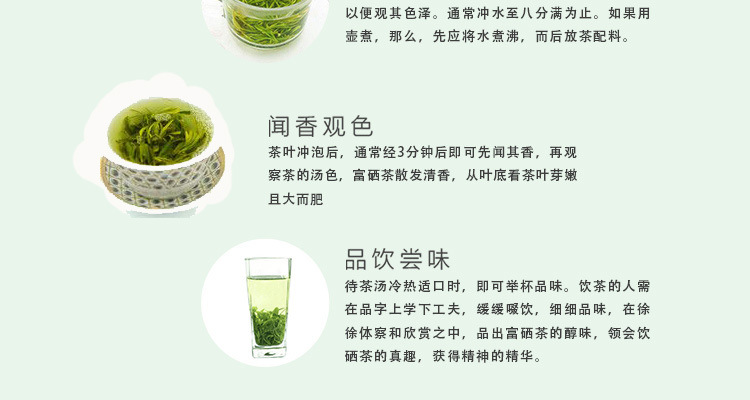 以便观其色泽。通常冲水至八分满为止。如果用
壶煮，那么，先应将水煮沸，而后放茶配料。
闻香观色
茶叶冲泡后，通常经3分钟后即可先闻其香，再观
察茶的汤色，富硒茶散发清香，从叶底看茶叶芽嫩
且大而肥
品饮尝味
待茶汤冷热适口时，即可举杯品味。饮茶的人需
在品字上学下工夫，缓缓啜饮，细细品味，在徐
徐体察和欣赏之中，品出富硒茶的醇味，领会饮
硒茶的真趣，获得精神的精华。